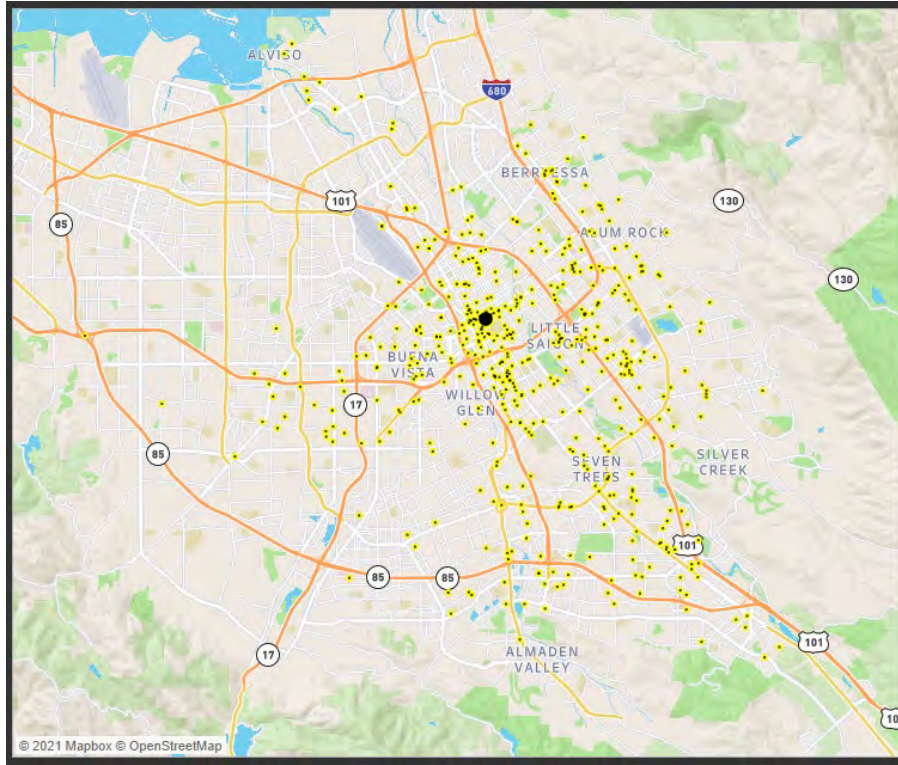 ALVISO
680
BERRYESSA
130
101
85
ALUM ROCK
130
LITTLE
SAIGON
BUENA
VISTA
WILLOW
GLEN
17
85
SEVEN
TREES
SILVER
CREEK
101
85
85
17
ALMADEN
VALLEY
101
10
© 2021 Mapbox © OpenStreetMap